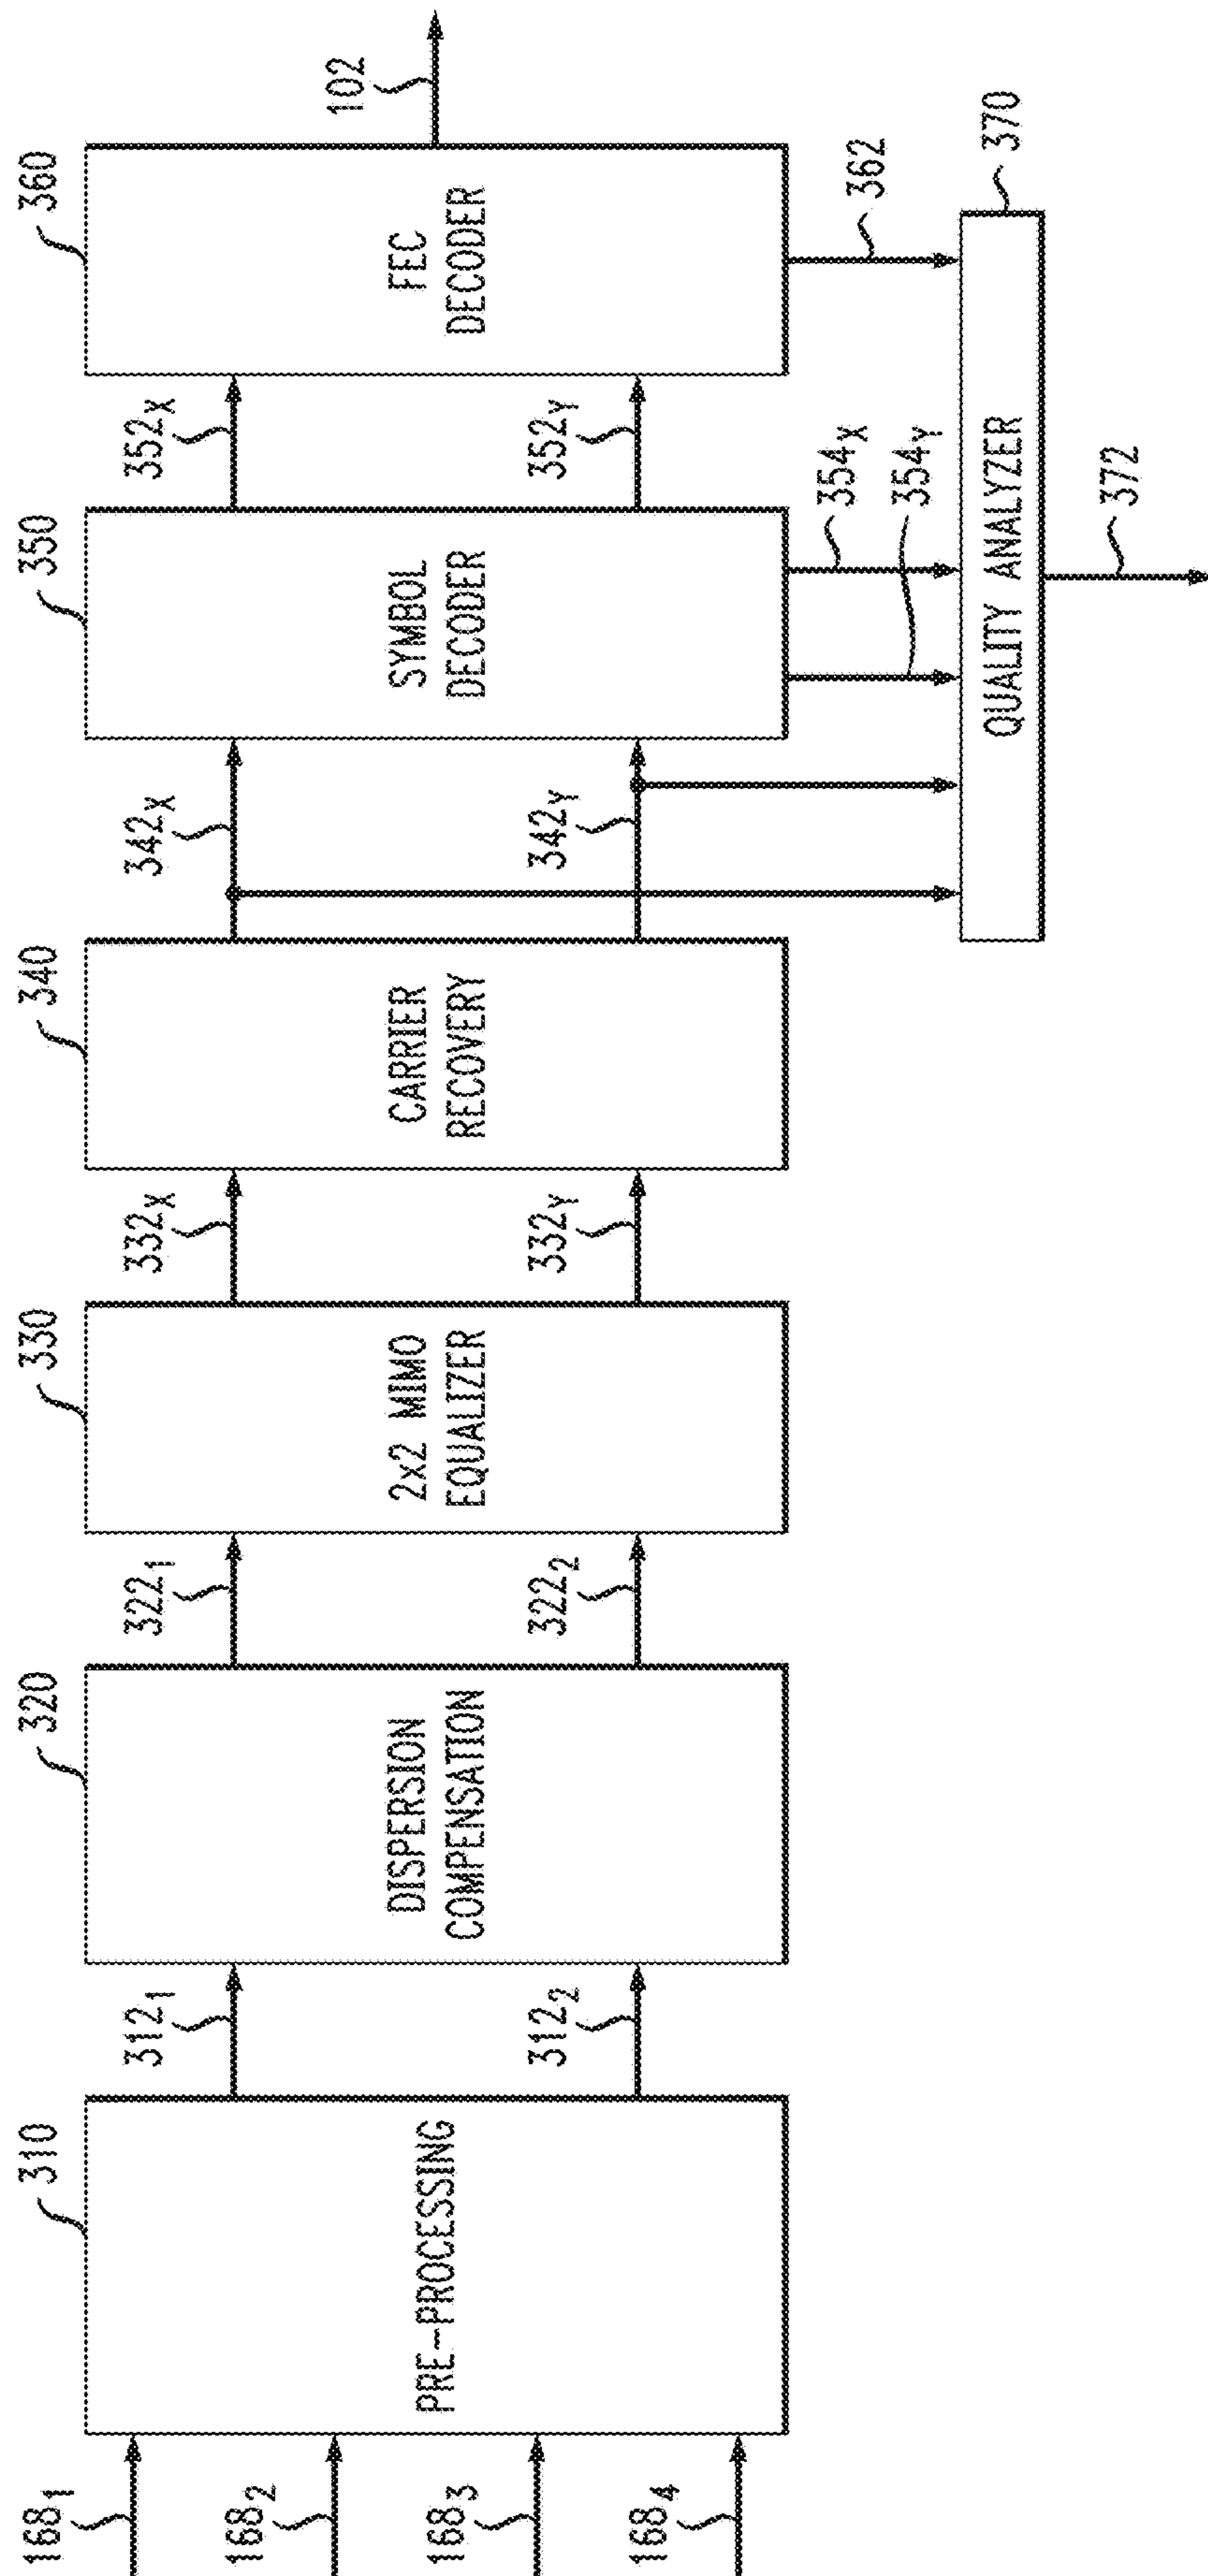 168₁
168₂
168₃
168₄
310
PRE-PROCESSING
312₁
312₂
320
DISPERSION
COMPENSATION
322₁
322₂
330
2x2 MIMO
EQUALIZER
332X
332Y
340
CARRIER
RECOVERY
342X
342Y
350
SYMBOL
DECODER
352X
352Y
354X
354Y
360
FEC
DECODER
362
102
370
QUALITY ANALYZER
372